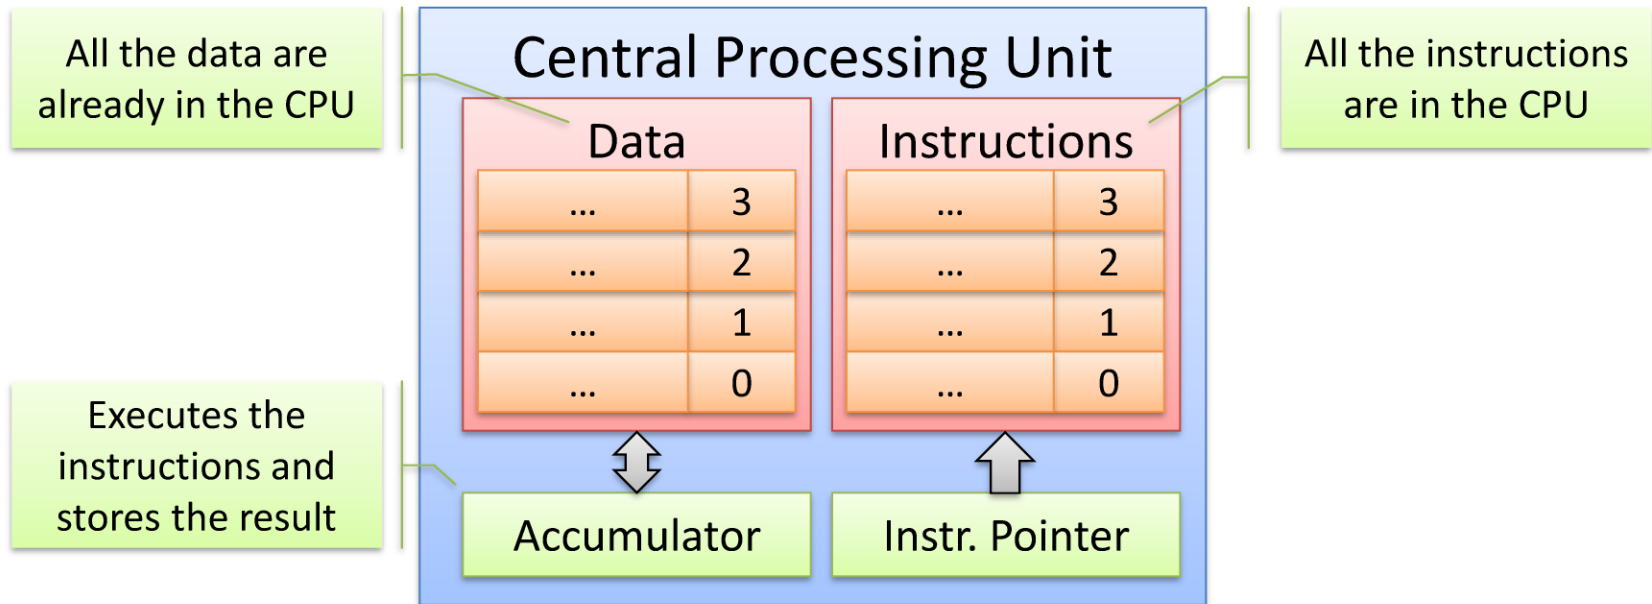 All the data are
already in the CPU
Central Processing Unit
All the instructions
are in the CPU
Data
... 3
... 2
... 1
... 0
Instructions
... 3
... 2
... 1
... 0
Executes the
instructions and
stores the result
Accumulator
Instr. Pointer